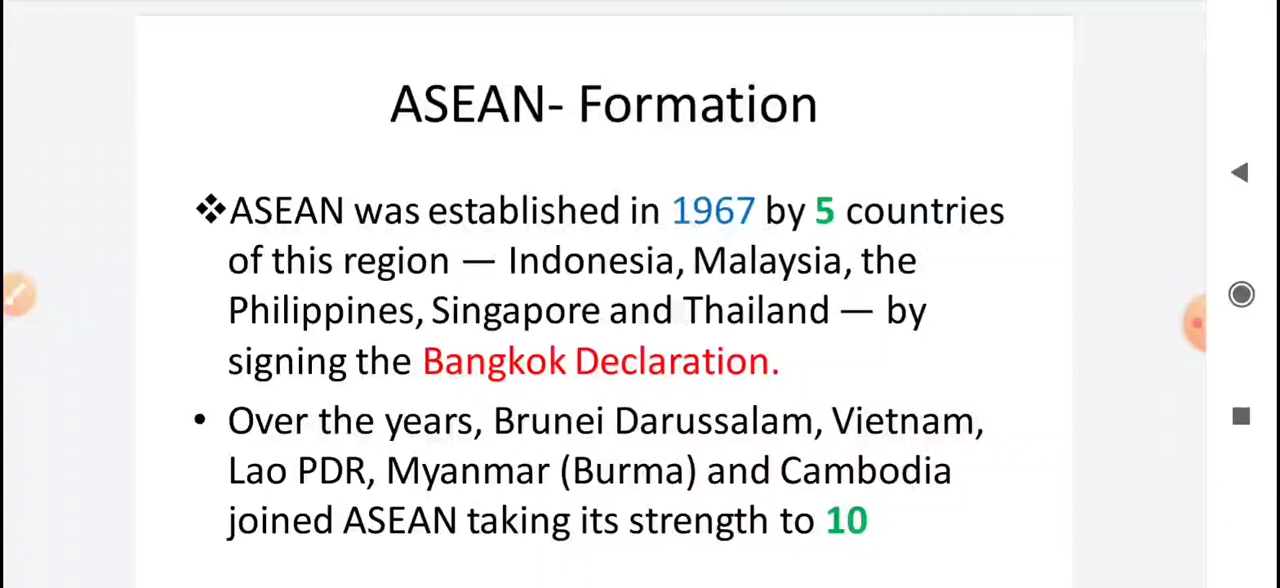 ASEAN- Formation
❖ASEAN was established in 1967 by 5 countries
of this region — Indonesia, Malaysia, the
Philippines, Singapore and Thailand — by
signing the Bangkok Declaration.
• Over the years, Brunei Darussalam, Vietnam,
Lao PDR, Myanmar (Burma) and Cambodia
joined ASEAN taking its strength to 10